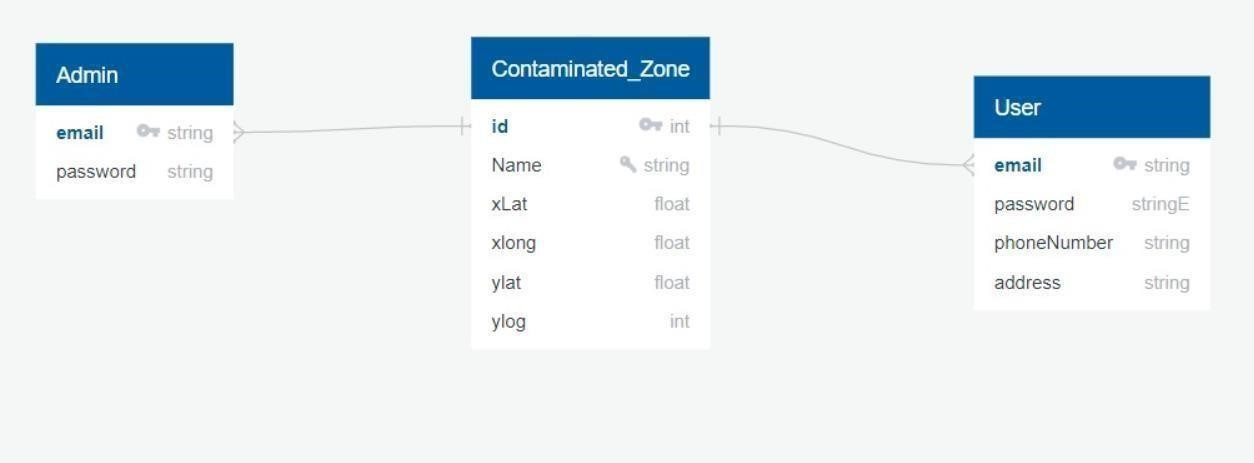 Admin
email string
password string
Contaminated_Zone
id int
Name string
xLat float
xlong float
ylat float
ylog int
User
email string
password stringE
phoneNumber string
address string